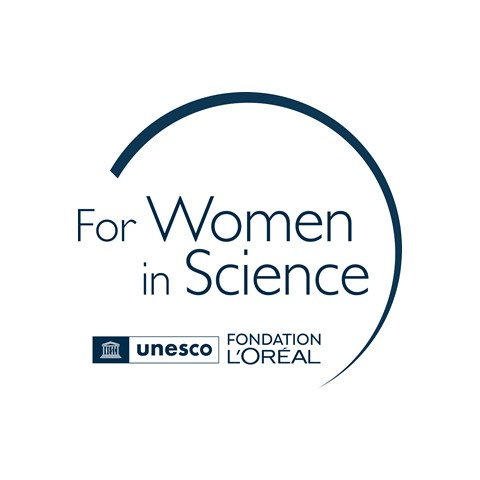 For Women
in Science
unesco
FONDATION
L'ORÉAL